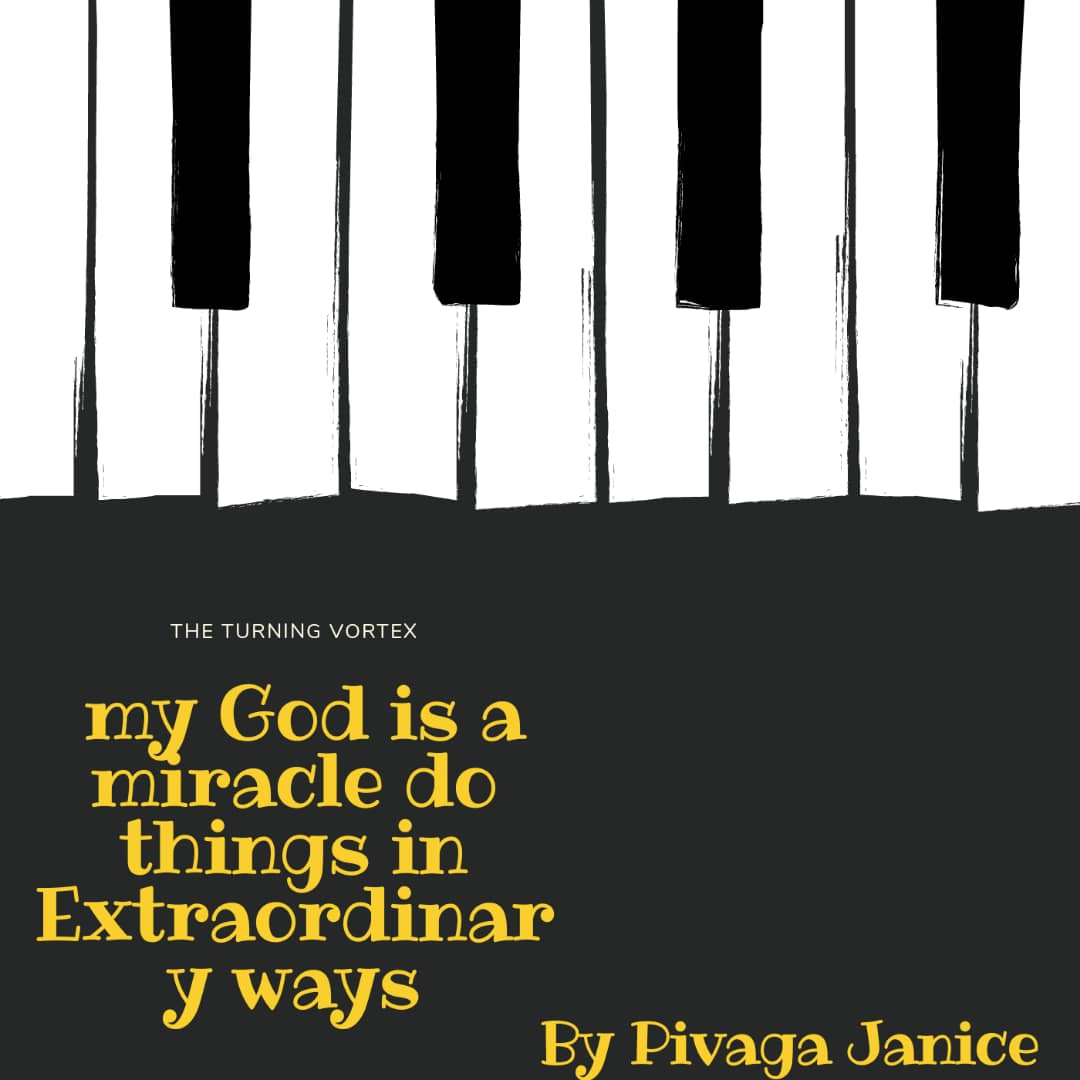 THE TURNING VORTEX
my God is a
miracle do
things in
Extraordinar
y ways
By Pivaga Janice